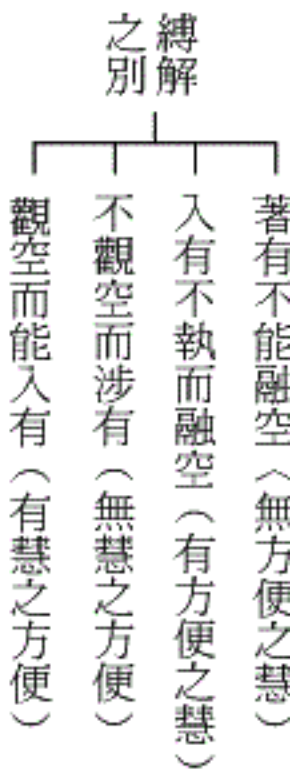 縛解
之別
著有不能融空（無方便之慧）
入有不執而融空（有方便之慧）
不觀空而涉有（無慧之方便）
觀空而能入有（有慧之方便）